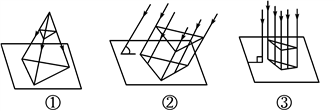 ① ② ③